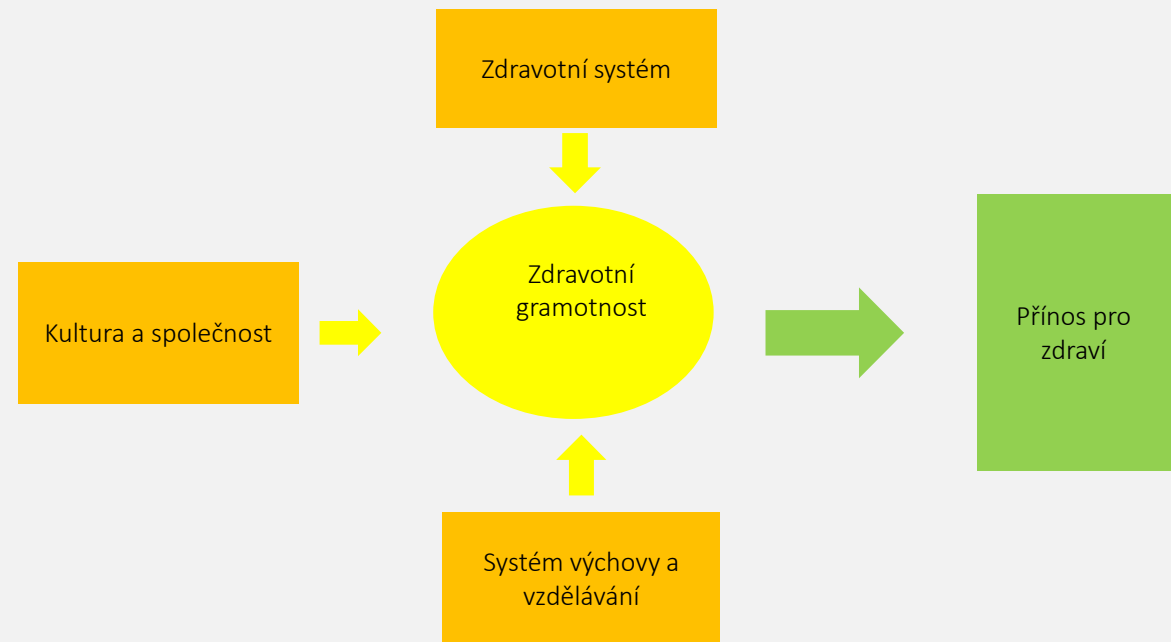 Zdravotní systém
Kultura a společnost
Zdravotní
gramotnost
Přínos pro
zdraví
Systém výchovy a
vzdělávání